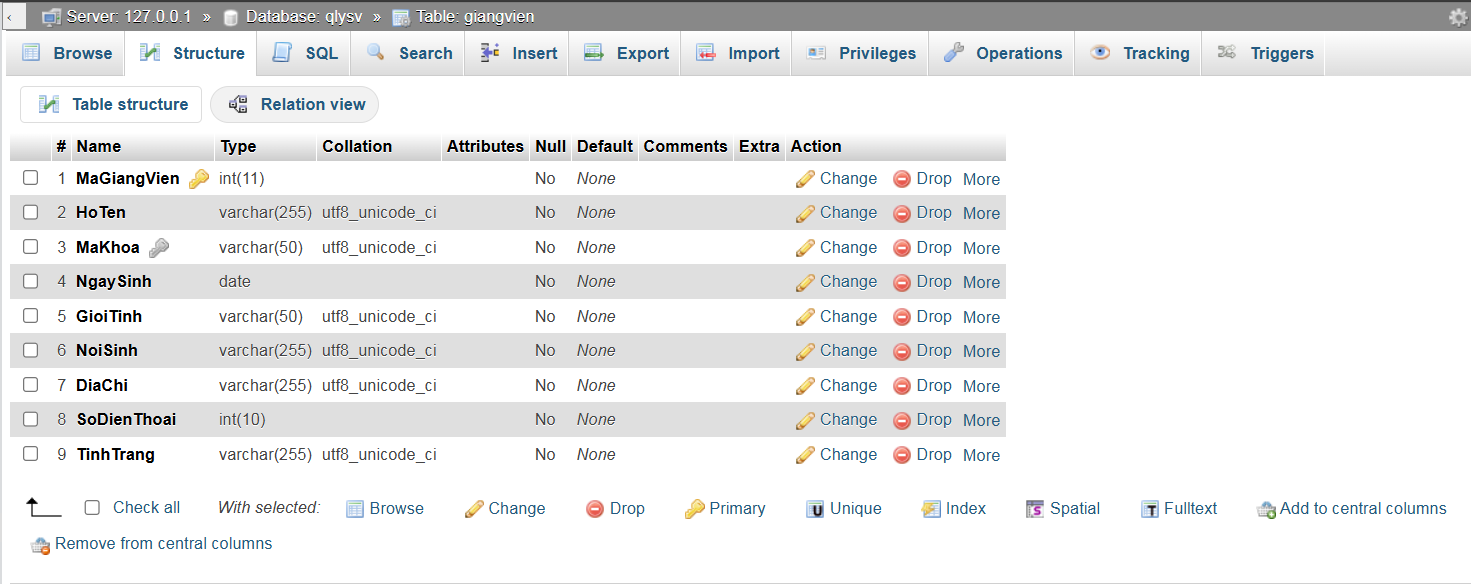 Server: 127.0.0.1 » Database: qlysv » Table: giangvien
Browse Structure SQL Search Insert Export Import Privileges Operations Tracking Triggers
Table structure Relation view
# Name Type Collation Attributes Null Default Comments Extra Action
1 MaGiangVien int(11) No None Change Drop More
2 HoTen varchar(255) utf8_unicode_ci No None Change Drop More
3 MaKhoa varchar(50) utf8_unicode_ci No None Change Drop More
4 NgaySinh date No None Change Drop More
5 GioiTinh varchar(50) utf8_unicode_ci No None Change Drop More
6 NoiSinh varchar(255) utf8_unicode_ci No None Change Drop More
7 DiaChi varchar(255) utf8_unicode_ci No None Change Drop More
8 SoDienThoai int(10) No None Change Drop More
9 TinhTrang varchar(255) utf8_unicode_ci No None Change Drop More
Check all With selected: Browse Change Drop Primary Unique Index Spatial Fulltext Add to central columns
Remove from central columns